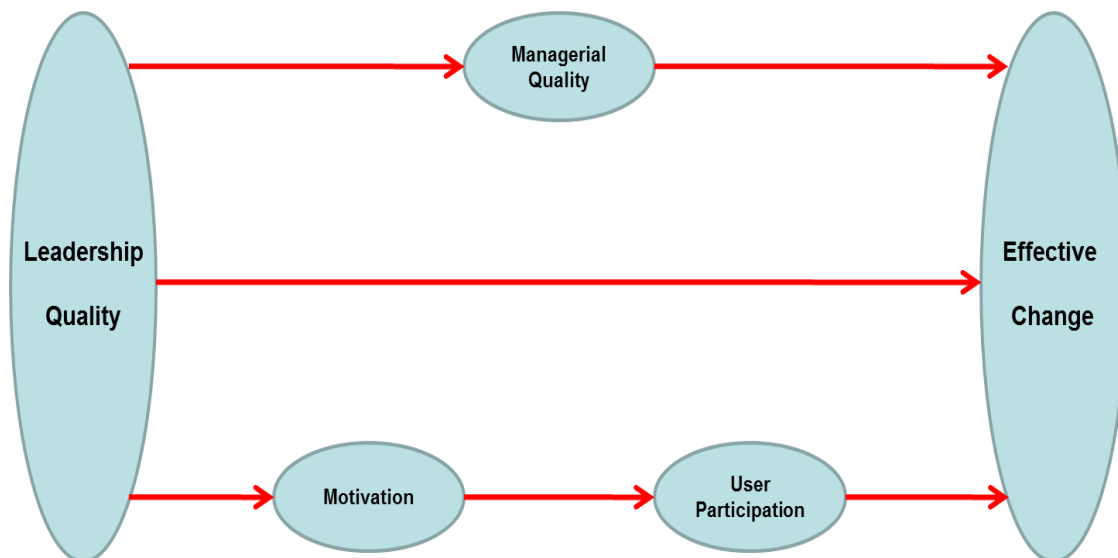 Managerial
Quality
Leadership
Quality
Effective
Change
Motivation
User
Participation